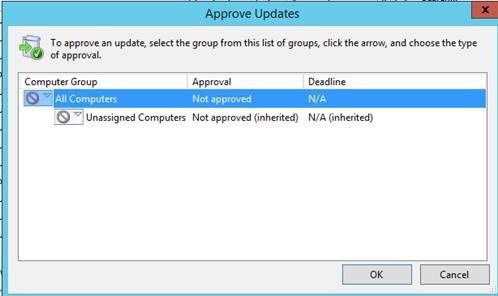 Approve Updates
x
To approve an update, select the group from this list of groups, click the arrow, and choose the type
of approval.
Computer Group Approval Deadline
All Computers Not approved N/A
Unassigned Computers Not approved (inherited) N/A (inherited)
OK Cancel